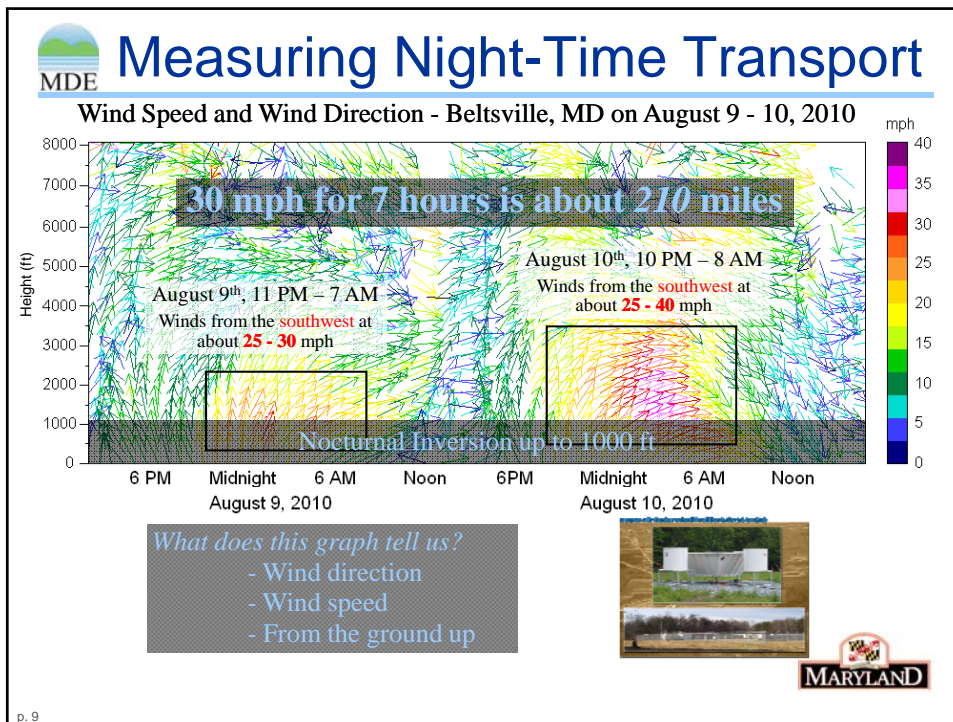 MDE
Measuring Night-Time Transport
Wind Speed and Wind Direction - Beltsville, MD on August 9 - 10, 2010
mph
Height (ft)
8000
7000
6000
5000
4000
3000
2000
1000
0
30 mph for 7 hours is about 210 miles
August 9th, 11 PM – 7 AM
Winds from the southwest at
about 25 - 30 mph
August 10th, 10 PM – 8 AM
Winds from the southwest at
about 25 - 40 mph
Nocturnal Inversion up to 1000 ft
40
35
30
25
20
15
10
5
0
6 PM Midnight 6 AM Noon 6PM Midnight 6 AM Noon
August 9, 2010 August 10, 2010
What does this graph tell us?
- Wind direction
- Wind speed
- From the ground up
MARYLAND
p. 9